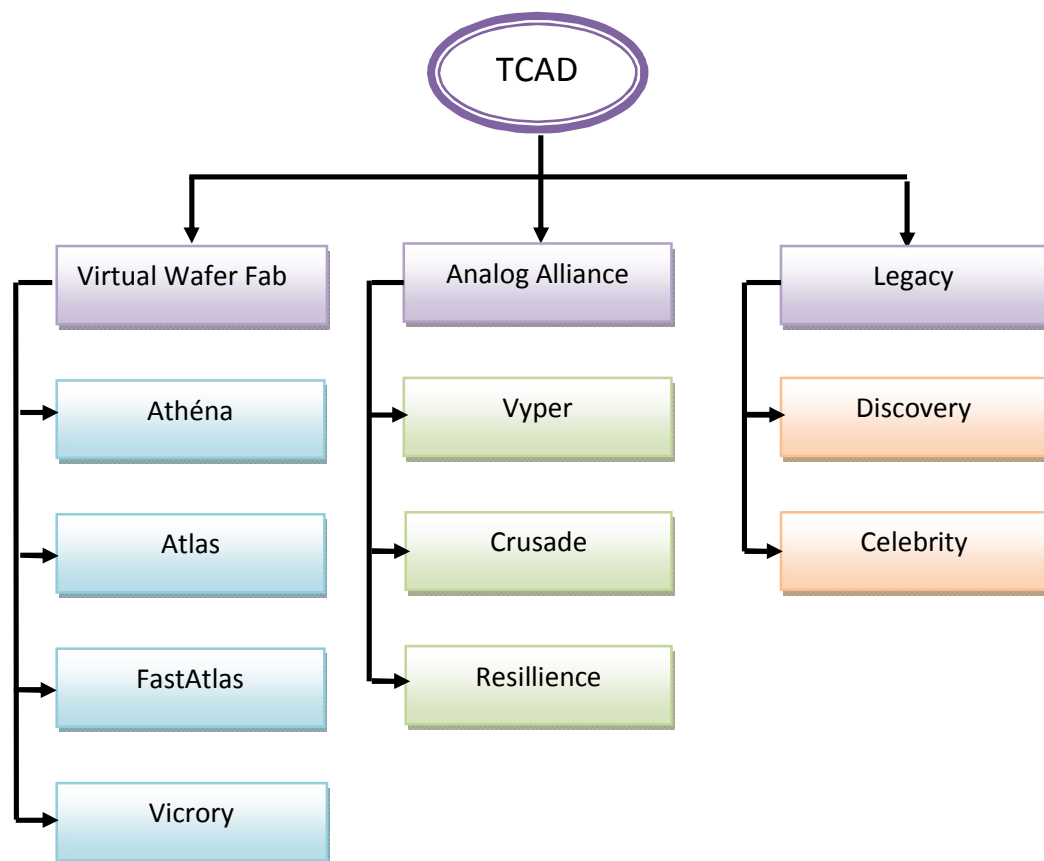 TCAD
Virtual Wafer Fab
Analog Alliance
Legacy
Athéna
Vyper
Discovery
Atlas
Crusade
Celebrity
FastAtlas
Resillience
Vicrory